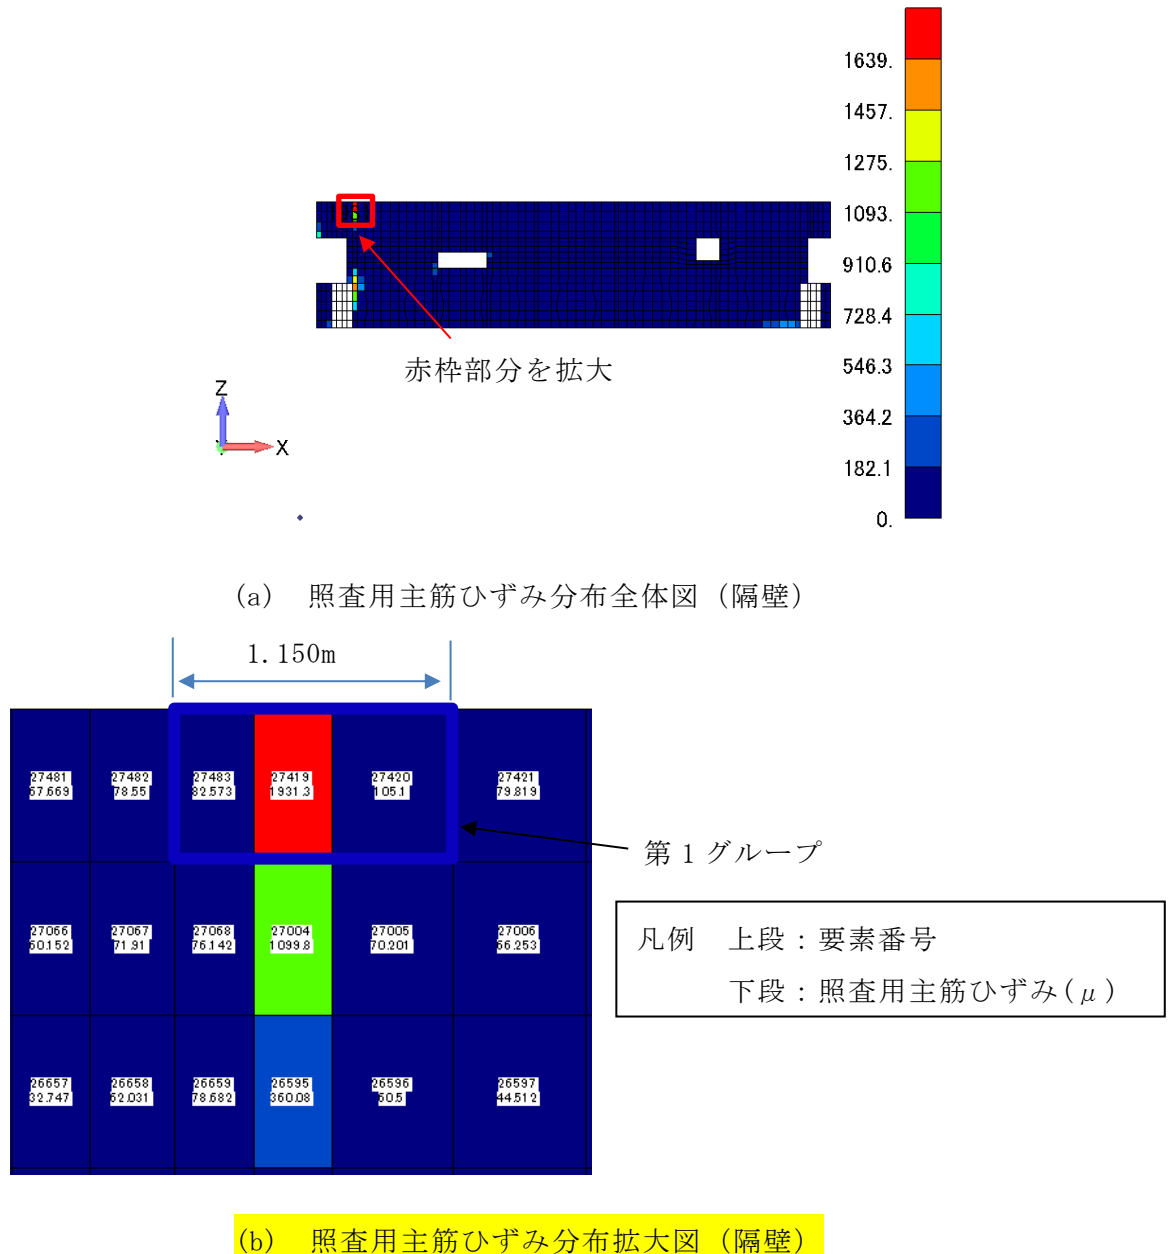 1639.
1457.
1275.
1093.
910.6
728.4
546.3
364.2
182.1
0.
赤枠部分を拡大
Z
Y
X
(a) 照査用主筋ひずみ分布全体図（隔壁）
1.150m
27481 27482 27483 27419 27420 27421
57.669 78.55 82.573 1931.3 105.1 79.819
第1グループ
27066 27067 27068 27004 27005 27006
60.152 71.91 76.142 1099.8 70.201 66.253
凡例 上段：要素番号
下段：照査用主筋ひずみ(μ)
26657 26658 26659 26595 26596 26597
32.747 62.031 78.682 360.08 60.5 44.512
(b) 照査用主筋ひずみ分布拡大図（隔壁）